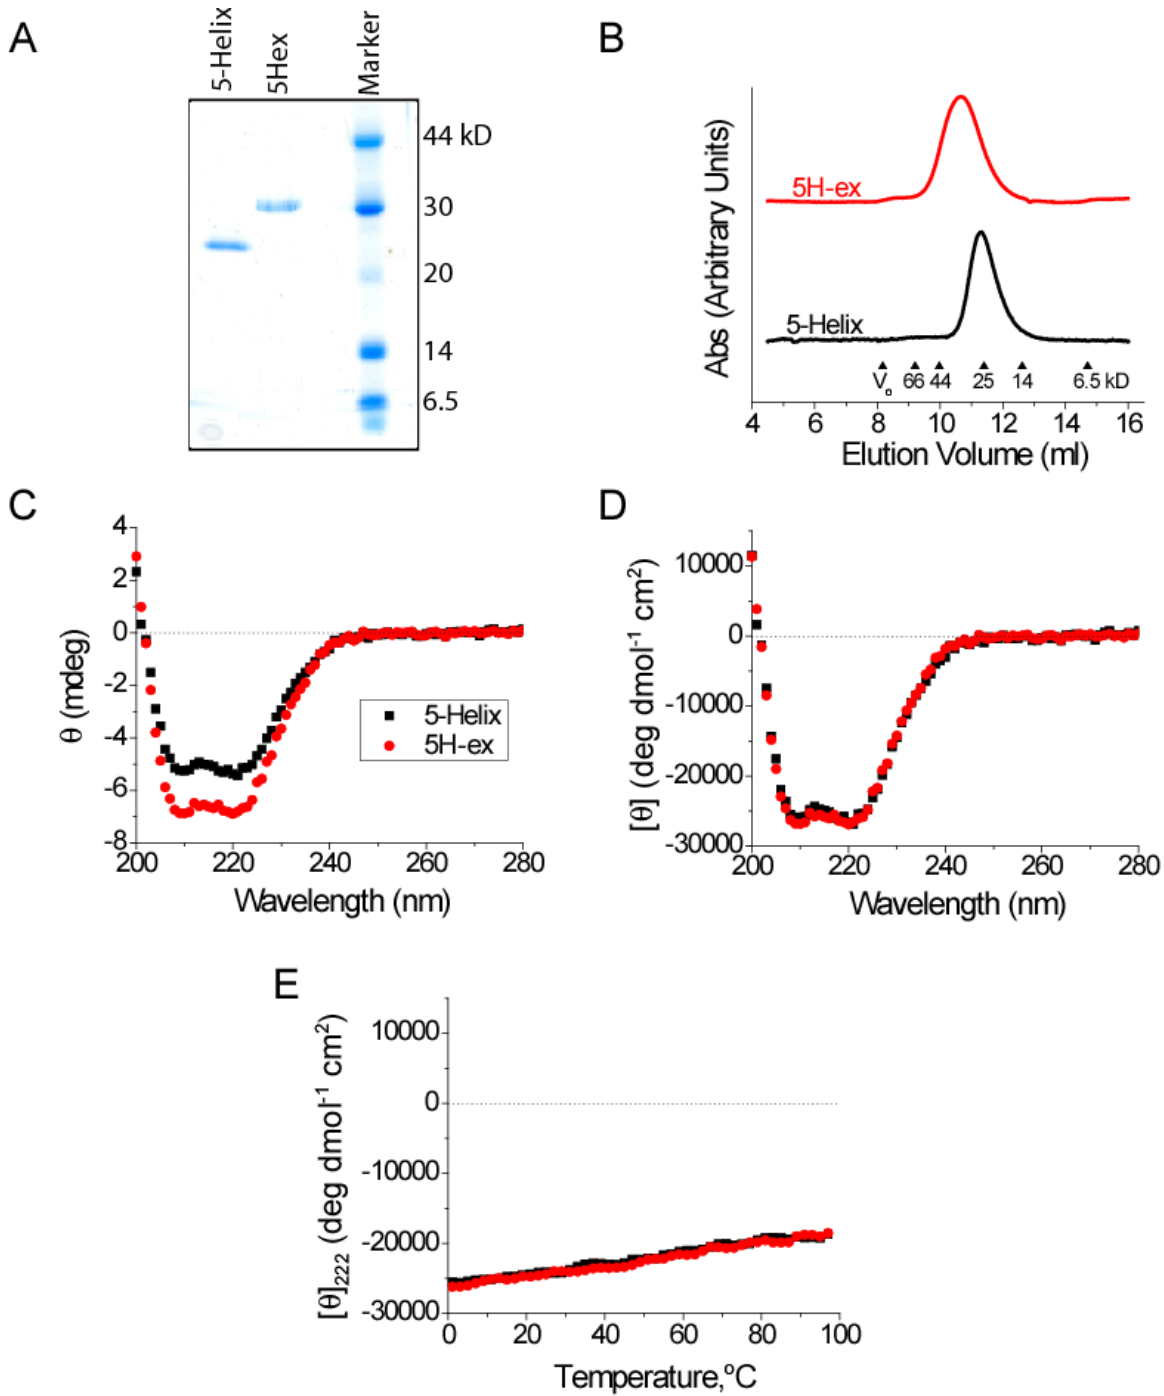 A
5-Helix
5Hex
Marker
44 kD
30
20
14
6.5
B
Abs (Arbitrary Units)
5H-ex
5-Helix
Vo 66 44 25 14 6.5 kD
4 6 8 10 12 14 16
Elution Volume (ml)
C
θ (mdeg)
4
2
0
-2
-4
-6
-8
5-Helix
5H-ex
200 220 240 260 280
Wavelength (nm)
D
[θ] (deg dmol⁻¹ cm²)
10000
0
-10000
-20000
-30000
200 220 240 260 280
Wavelength (nm)
E
[θ]₂₂₂ (deg dmol⁻¹ cm²)
10000
0
-10000
-20000
-30000
0 20 40 60 80 100
Temperature,°C